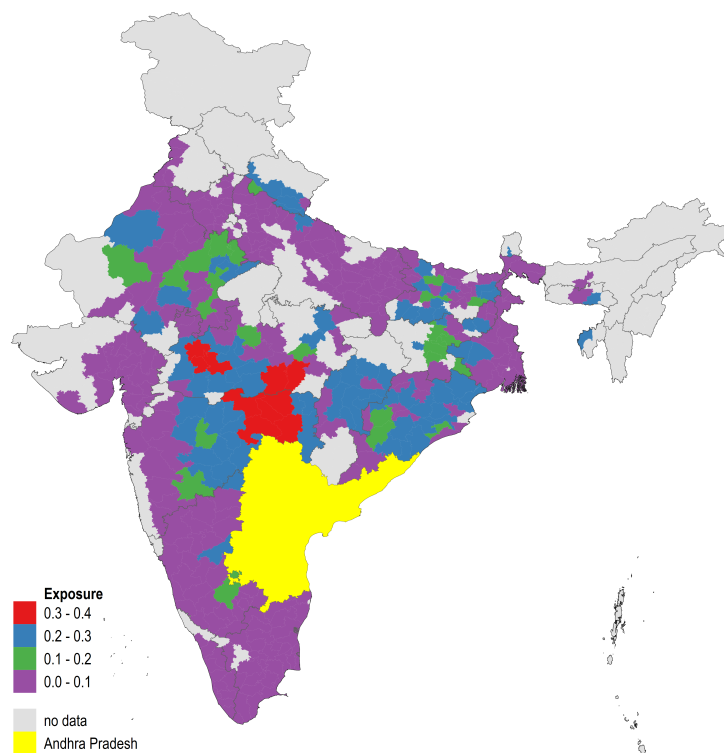 Exposure
0.3 - 0.4
0.2 - 0.3
0.1 - 0.2
0.0 - 0.1
no data
Andhra Pradesh